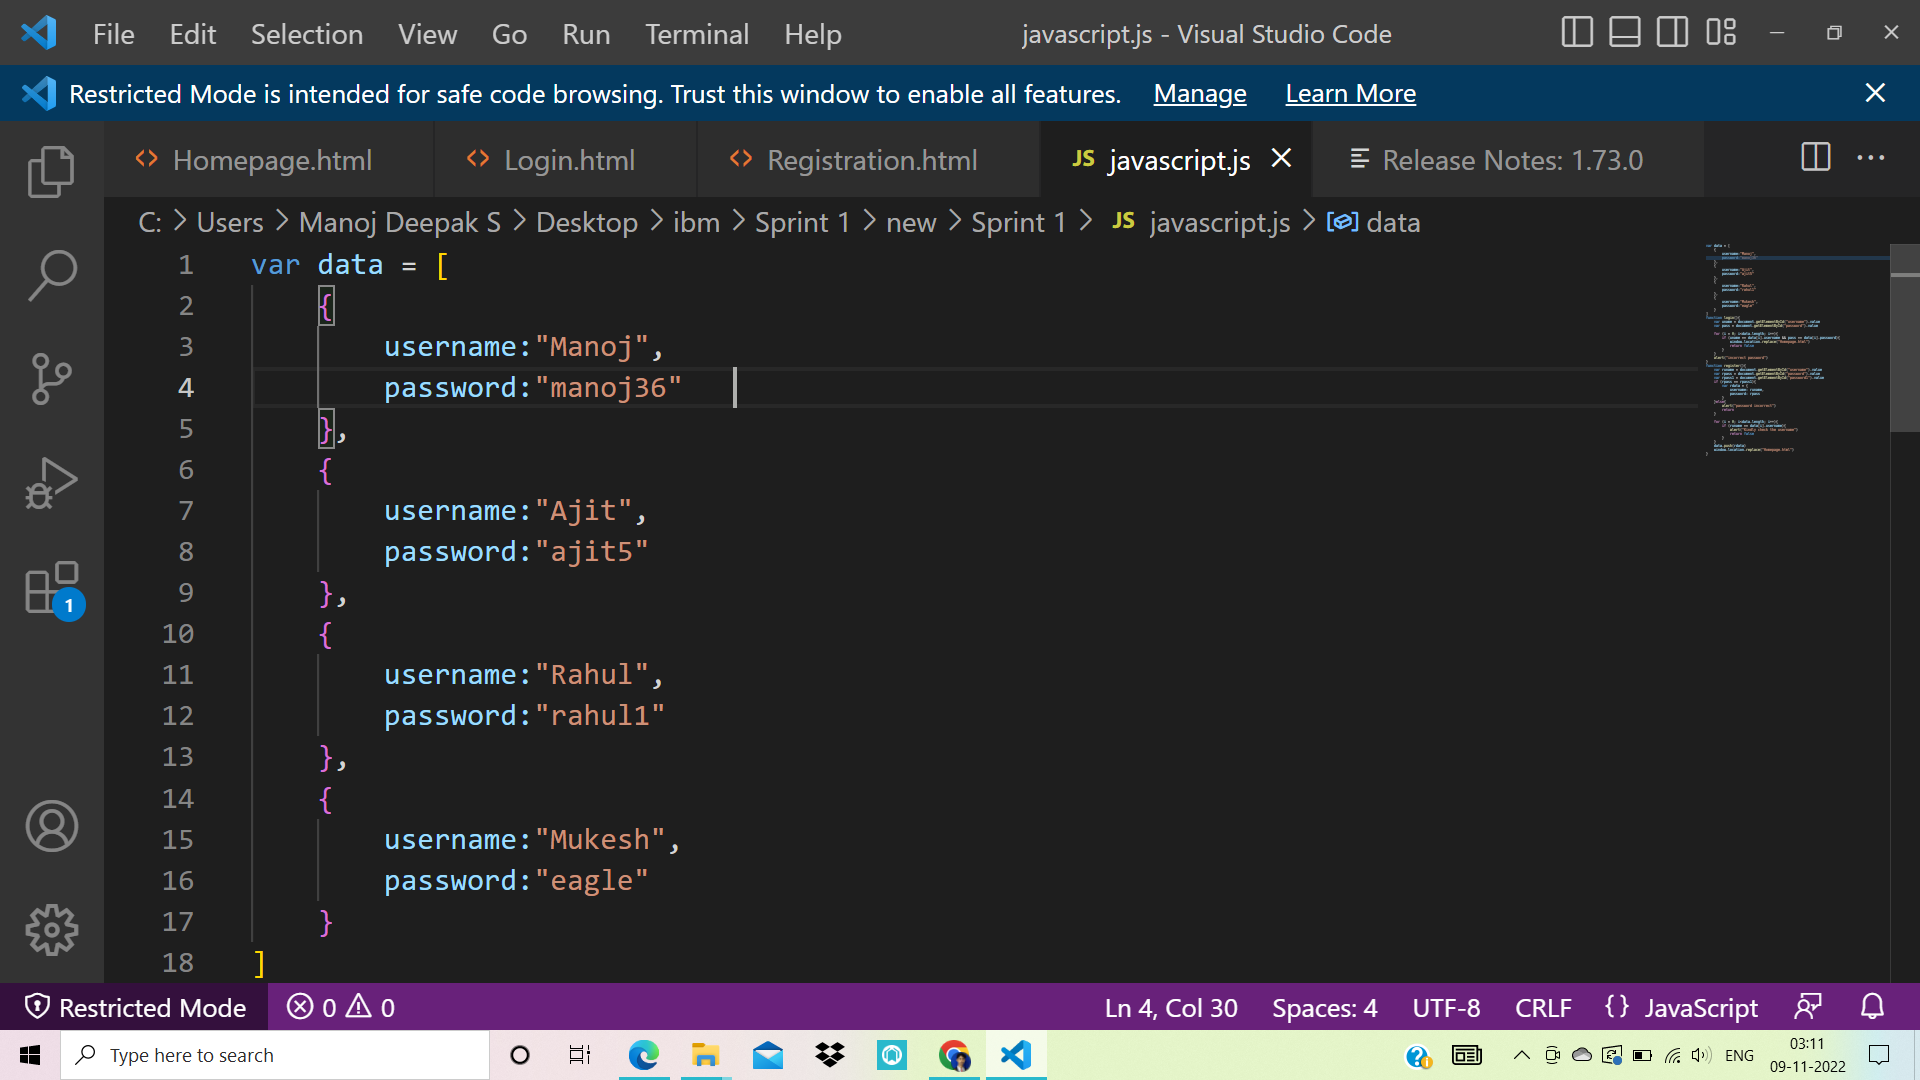 File Edit Selection View Go Run Terminal Help javascript.js - Visual Studio Code
Restricted Mode is intended for safe code browsing. Trust this window to enable all features. Manage Learn More
Homepage.html Login.html Registration.html JS javascript.js Release Notes: 1.73.0
C: > Users > Manoj Deepak S > Desktop > ibm > Sprint 1 > new > Sprint 1 > JS javascript.js > data
1 var data = [
2 {
3 username:"Manoj",
4 password:"manoj36"
5 },
6 {
7 username:"Ajit",
8 password:"ajit5"
9 },
10 {
11 username:"Rahul",
12 password:"rahul1"
13 },
14 {
15 username:"Mukesh",
16 password:"eagle"
17 }
18 ]
1
Restricted Mode 0 0 Ln 4, Col 30 Spaces: 4 UTF-8 CRLF {} JavaScript
Type here to search ENG 03:11
09-11-2022